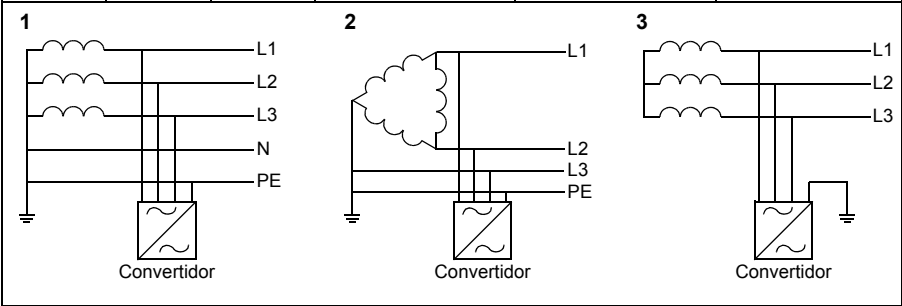 1
L1
L2
L3
N
PE
Convertidor
2
L1
L2
L3
PE
Convertidor
3
L1
L2
L3
Convertidor